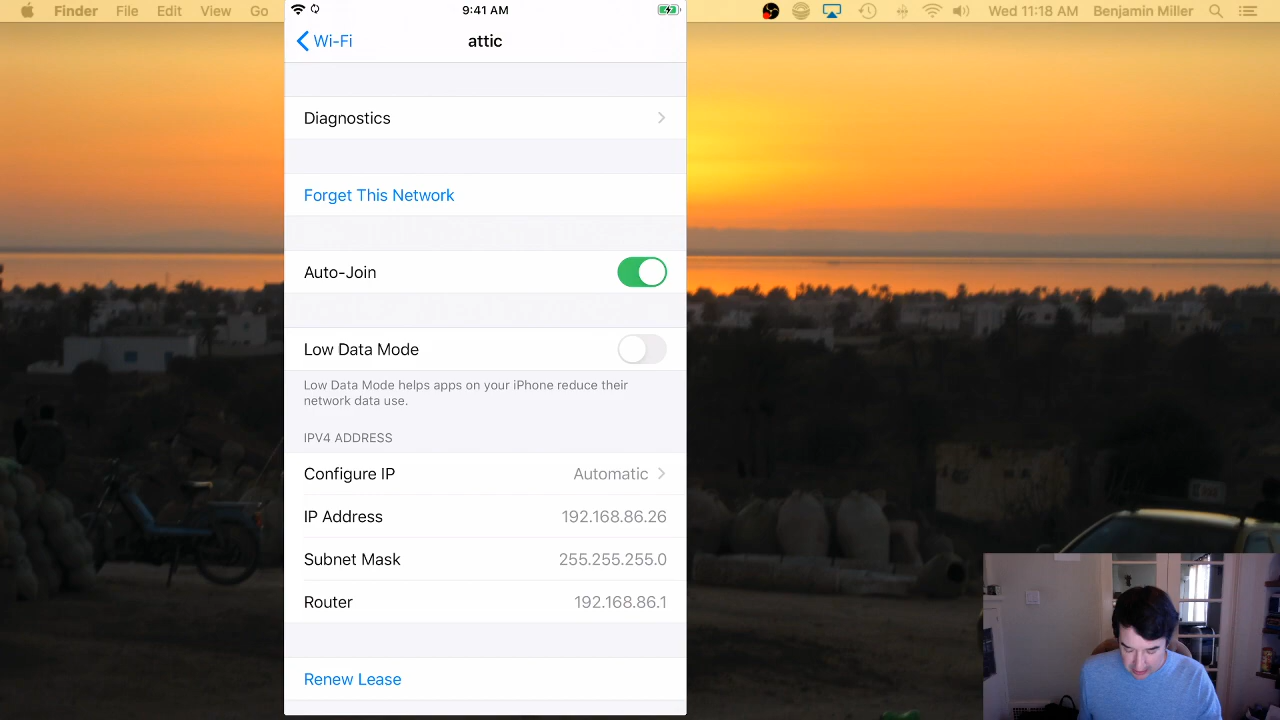 Finder File Edit View Go
9:41 AM
Wed 11:18 AM Benjamin Miller
Wi-Fi
attic
Diagnostics
Forget This Network
Auto-Join
Low Data Mode
Low Data Mode helps apps on your iPhone reduce their
network data use.
IPV4 ADDRESS
Configure IP Automatic
IP Address 192.168.86.26
Subnet Mask 255.255.255.0
Router 192.168.86.1
Renew Lease